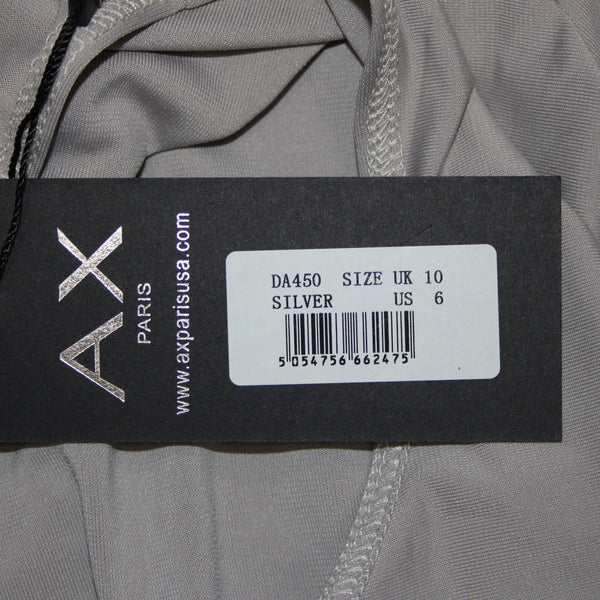 AX
PARIS
www.axparisusa.com
DA450 SIZE UK 10
SILVER US 6
5 054756 662475